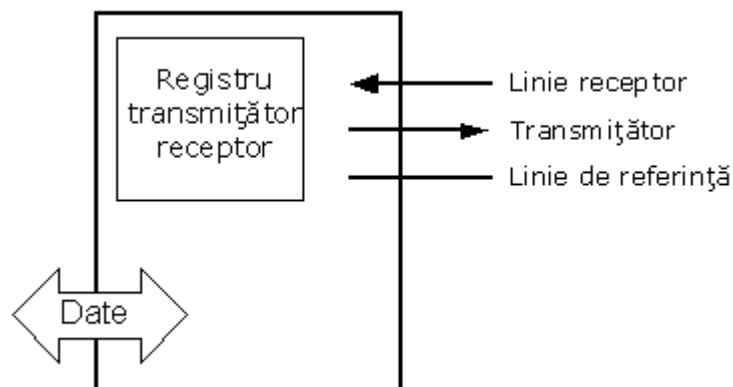 Registru
transmiţător
receptor
Linie receptor
Transmiţător
Linie de referinţă
Date